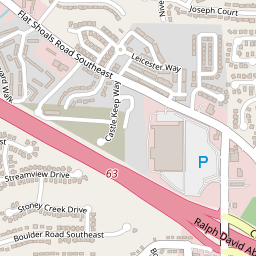 Joseph Court
Flat Shoals Road Southeast
Leicester Way
Castle Keep Way
P
63
Streamview Drive
Stoney Creek Drive
Boulder Road Southeast
Ralph David Ab